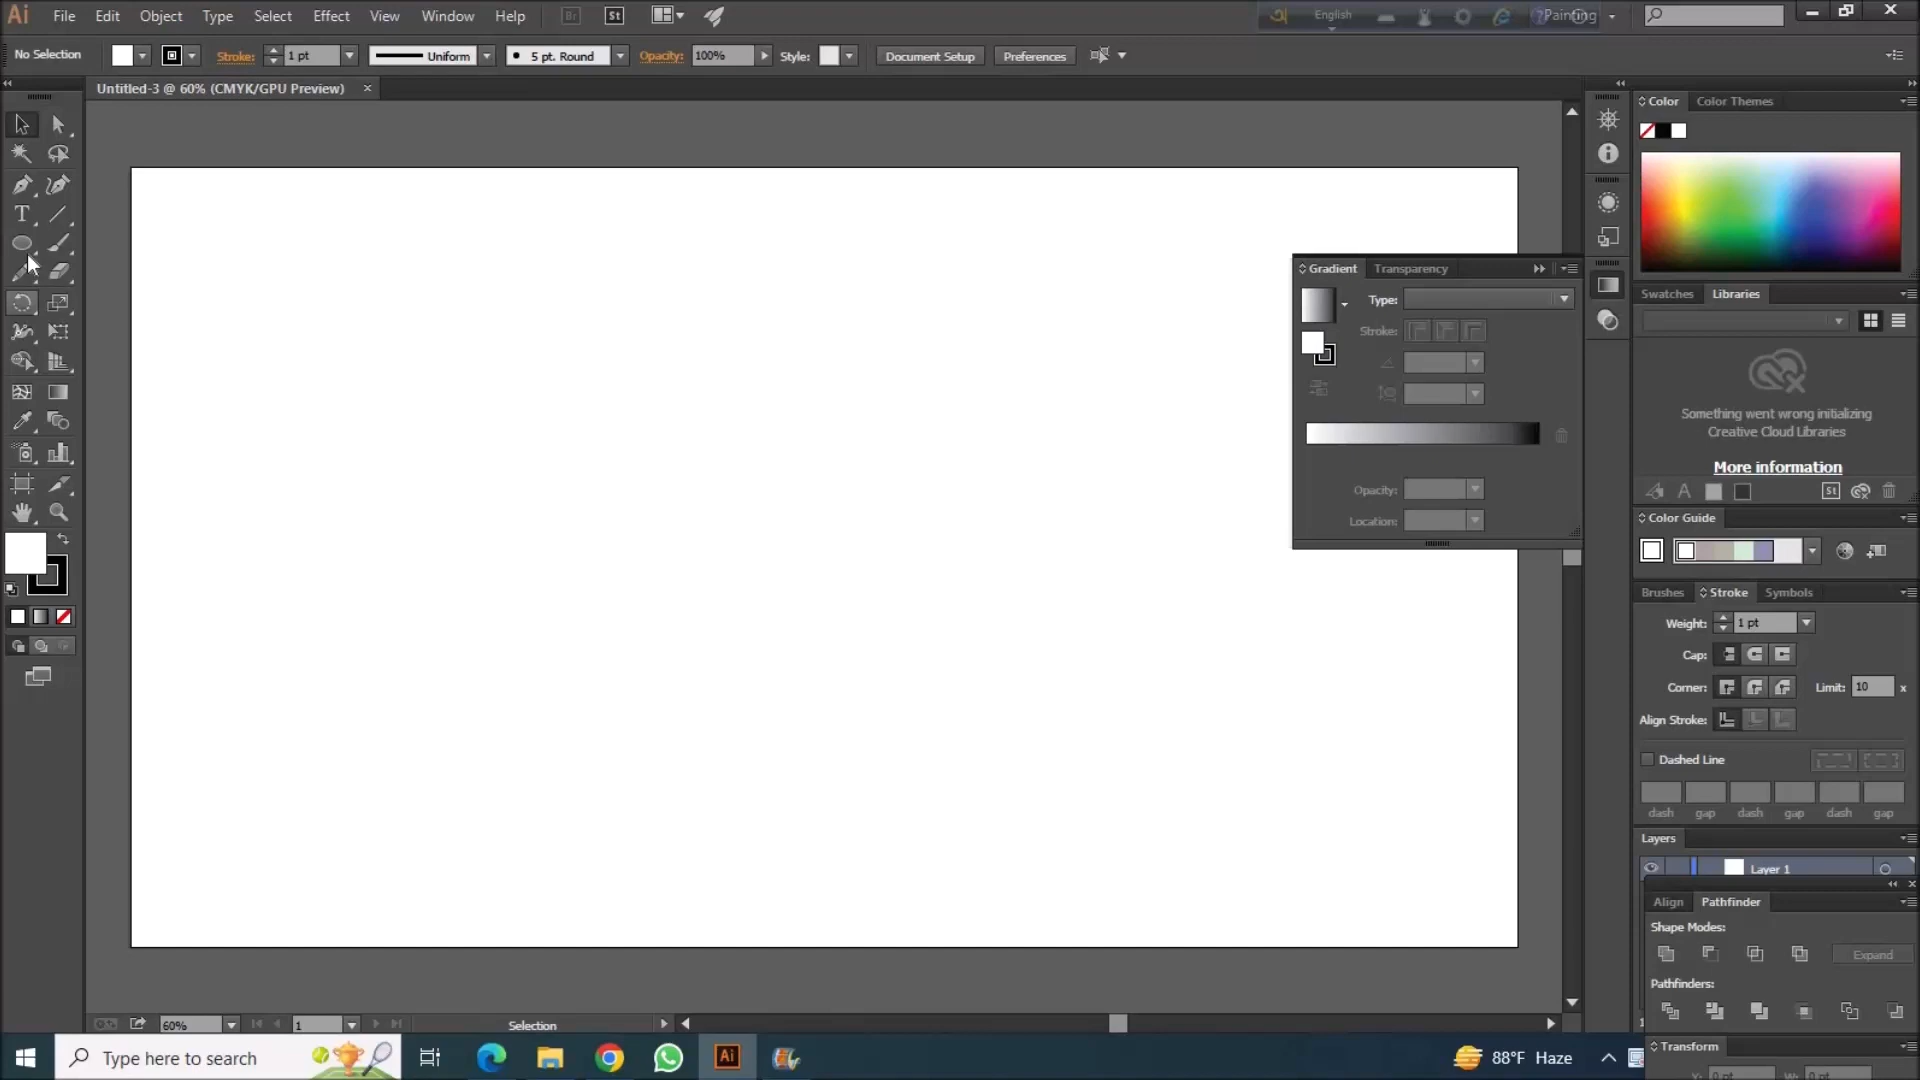 Ai File Edit Object Type Select Effect View Window Help Br St English Painting
No Selection Stroke: 1 pt Uniform 5 pt. Round Opacity: 100% Style: Document Setup Preferences
Untitled-3 @ 60% (CMYK/GPU Preview) ×
Color Color Themes
Gradient Transparency
Type:
Stroke:
Opacity:
Location:
Swatches Libraries
Something went wrong initializing
Creative Cloud Libraries
More information
A St
Color Guide
Brushes Stroke Symbols
Weight: 1 pt
Cap:
Corner: Limit: 10 x
Align Stroke:
Dashed Line
dash gap dash gap dash gap
Layers
Layer 1
Align Pathfinder
Shape Modes:
Expand
Pathfinders:
Transform
T
60% 1 Selection
Type here to search Ai 88°F Haze